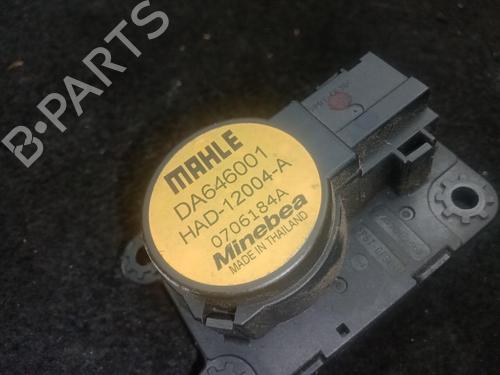 B-PARTS
MAHLE
DA646001
HAD-12004-A
0706184A
Minebea
MADE IN THAILAND